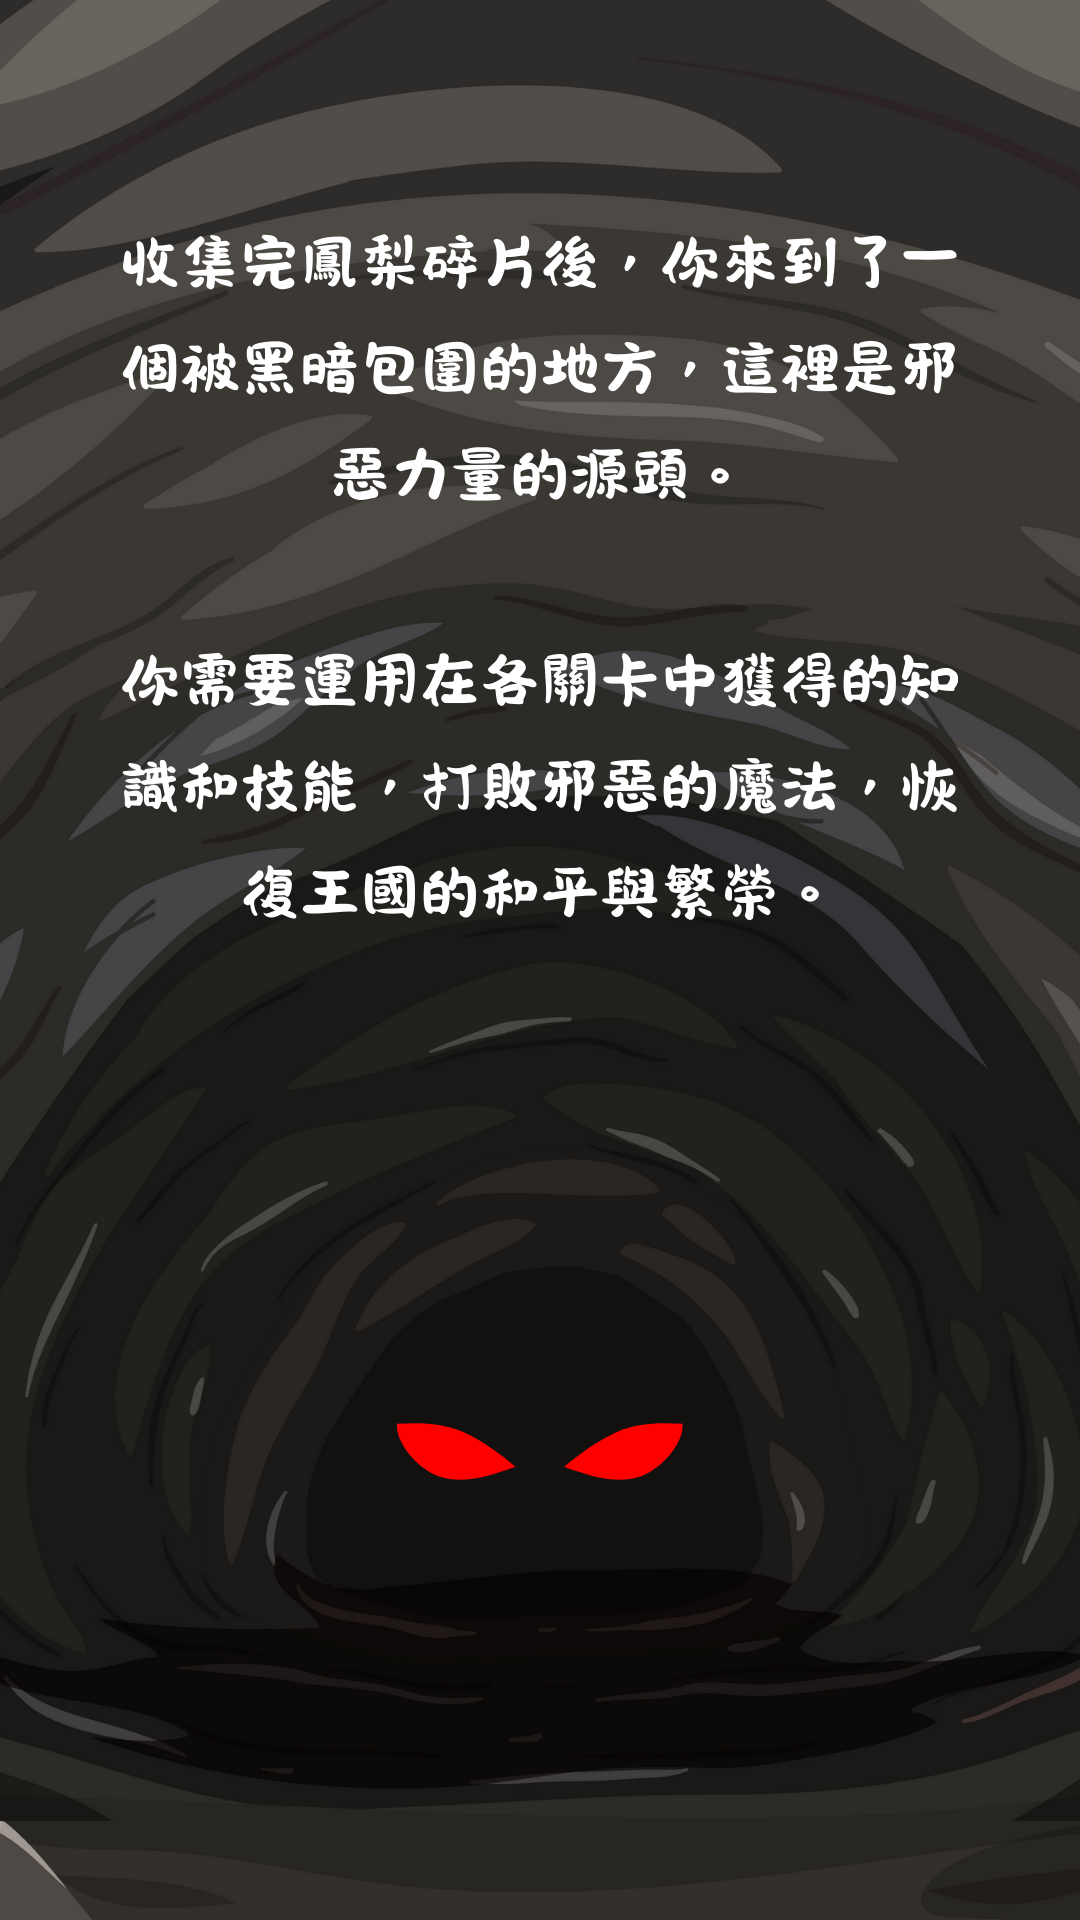 收集完鳳梨碎片後，你來到了一
個被黑暗包圍的地方，這裡是邪
惡力量的源頭。
你需要運用在各關卡中獲得的知
識和技能，打敗邪惡的魔法，恢
復王國的和平與繁榮。